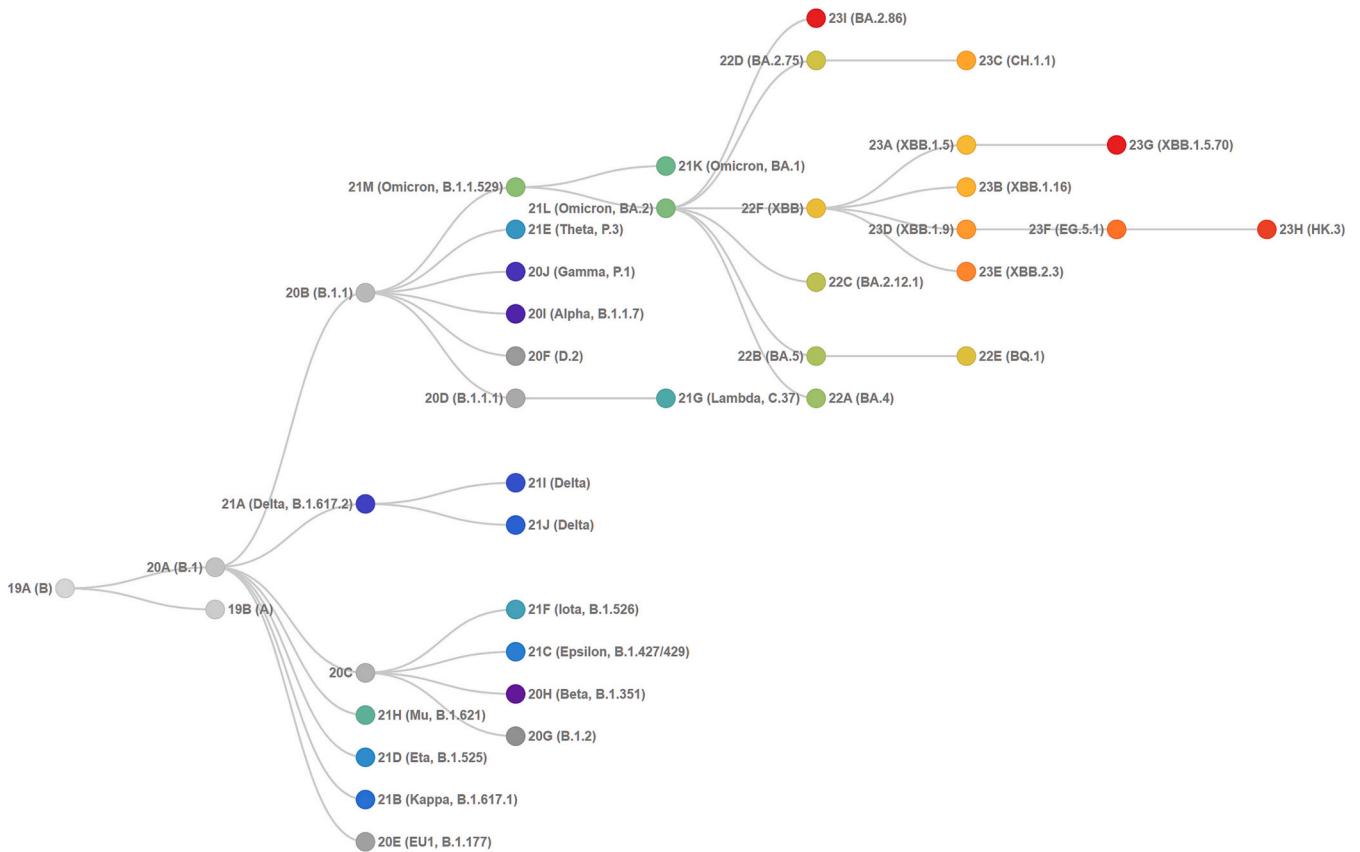 23I (BA.2.86)
22D (BA.2.75)
23C (CH.1.1)
23A (XBB.1.5)
23G (XBB.1.5.70)
21K (Omicron, BA.1)
21M (Omicron, B.1.1.529)
23B (XBB.1.16)
21L (Omicron, BA.2)
22F (XBB)
21E (Theta, P.3)
23D (XBB.1.9)
23F (EG.5.1)
23H (HK.3)
20J (Gamma, P.1)
23E (XBB.2.3)
22C (BA.2.12.1)
20B (B.1.1)
20I (Alpha, B.1.1.7)
20F (D.2)
22B (BA.5)
22E (BQ.1)
20D (B.1.1.1)
21G (Lambda, C.37)
22A (BA.4)
21I (Delta)
21A (Delta, B.1.617.2)
21J (Delta)
20A (B.1)
19A (B)
19B (A)
21F (Iota, B.1.526)
21C (Epsilon, B.1.427/429)
20C
20H (Beta, B.1.351)
21H (Mu, B.1.621)
20G (B.1.2)
21D (Eta, B.1.525)
21B (Kappa, B.1.617.1)
20E (EU1, B.1.177)